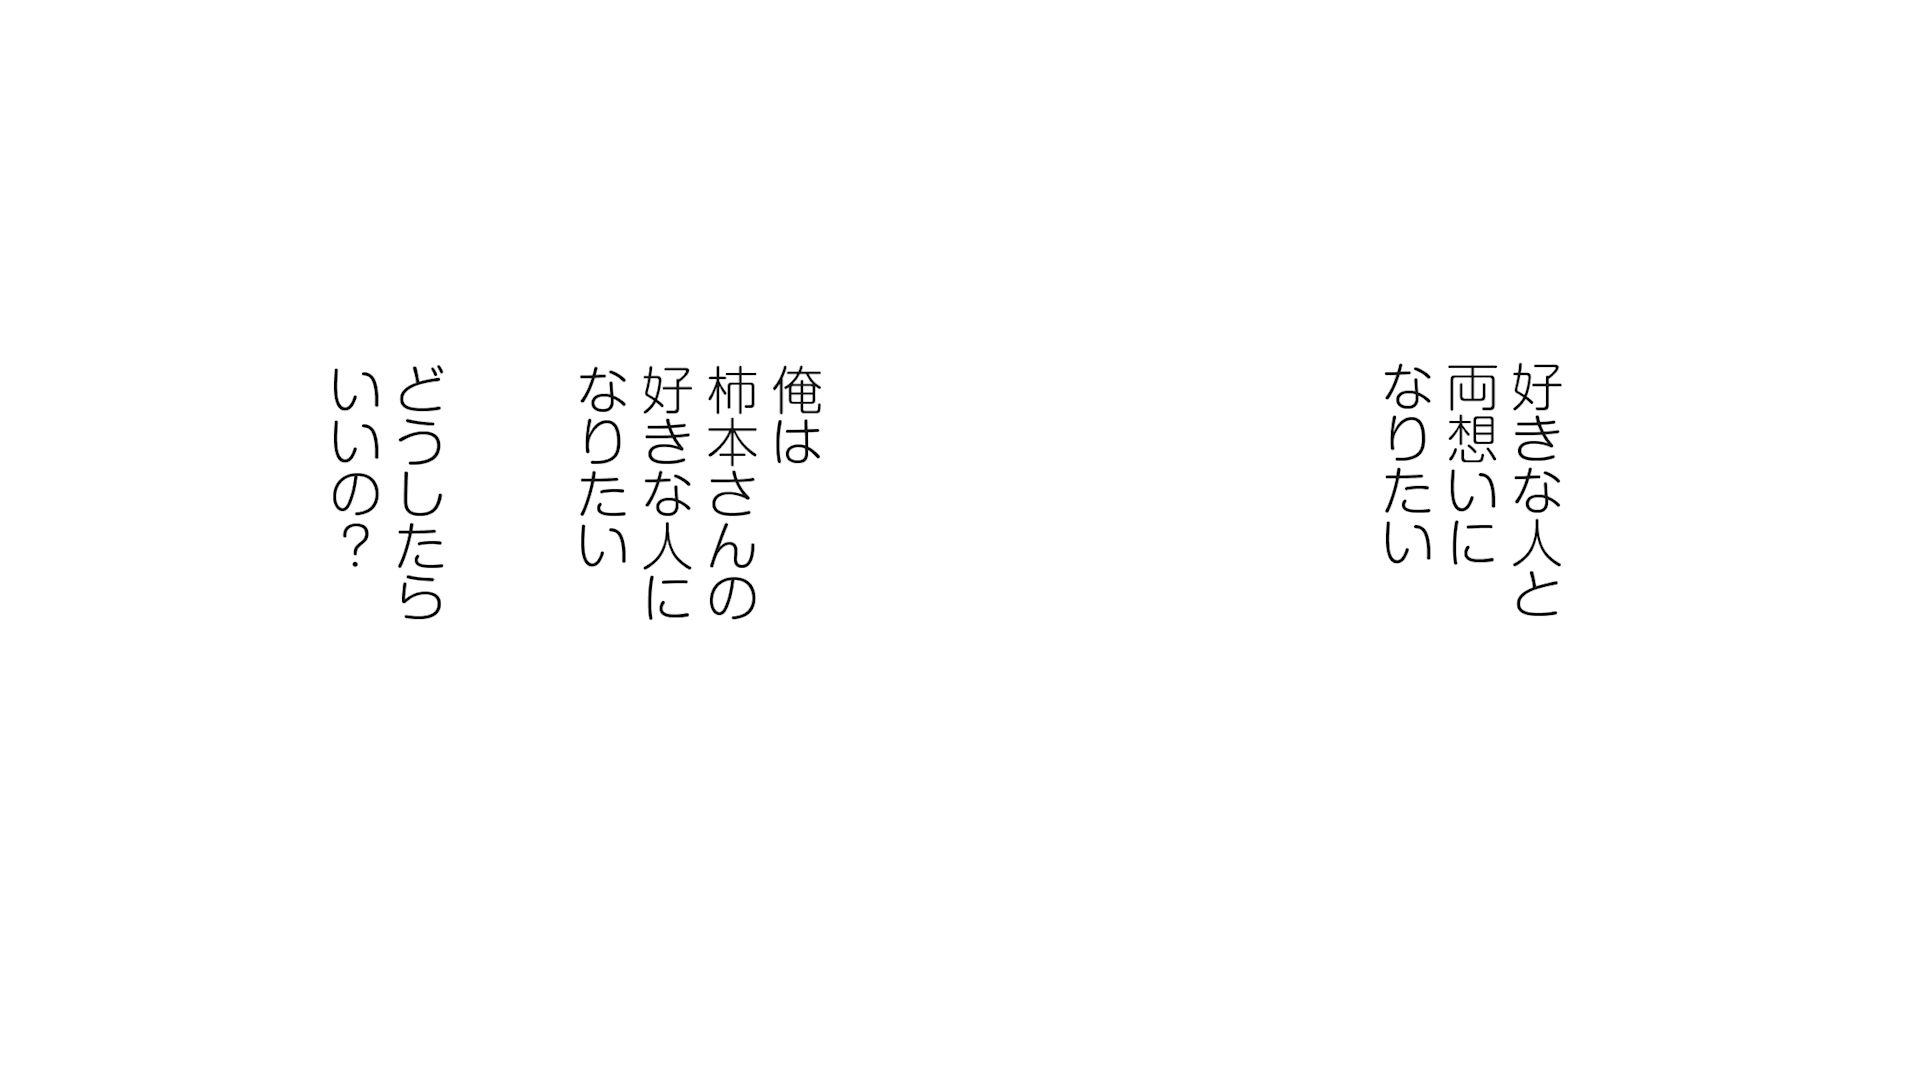 好きな人と
両想いに
なりたい
俺は
柿本さんの
好きな人に
なりたい
どうしたら
いいの？